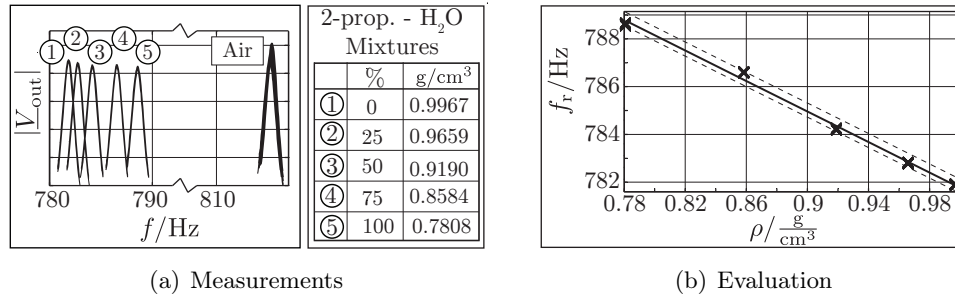 ① ② ③ ④ ⑤
Air
|V_out|
780 790 810
f/Hz
2-prop. - H₂O
Mixtures
% g/cm³
① 0 0.9967
② 25 0.9659
③ 50 0.9190
④ 75 0.8584
⑤ 100 0.7808
(a) Measurements
788
786
784
782
f_r/Hz
0.78 0.82 0.86 0.9 0.94 0.98
ρ/ g/cm³
(b) Evaluation